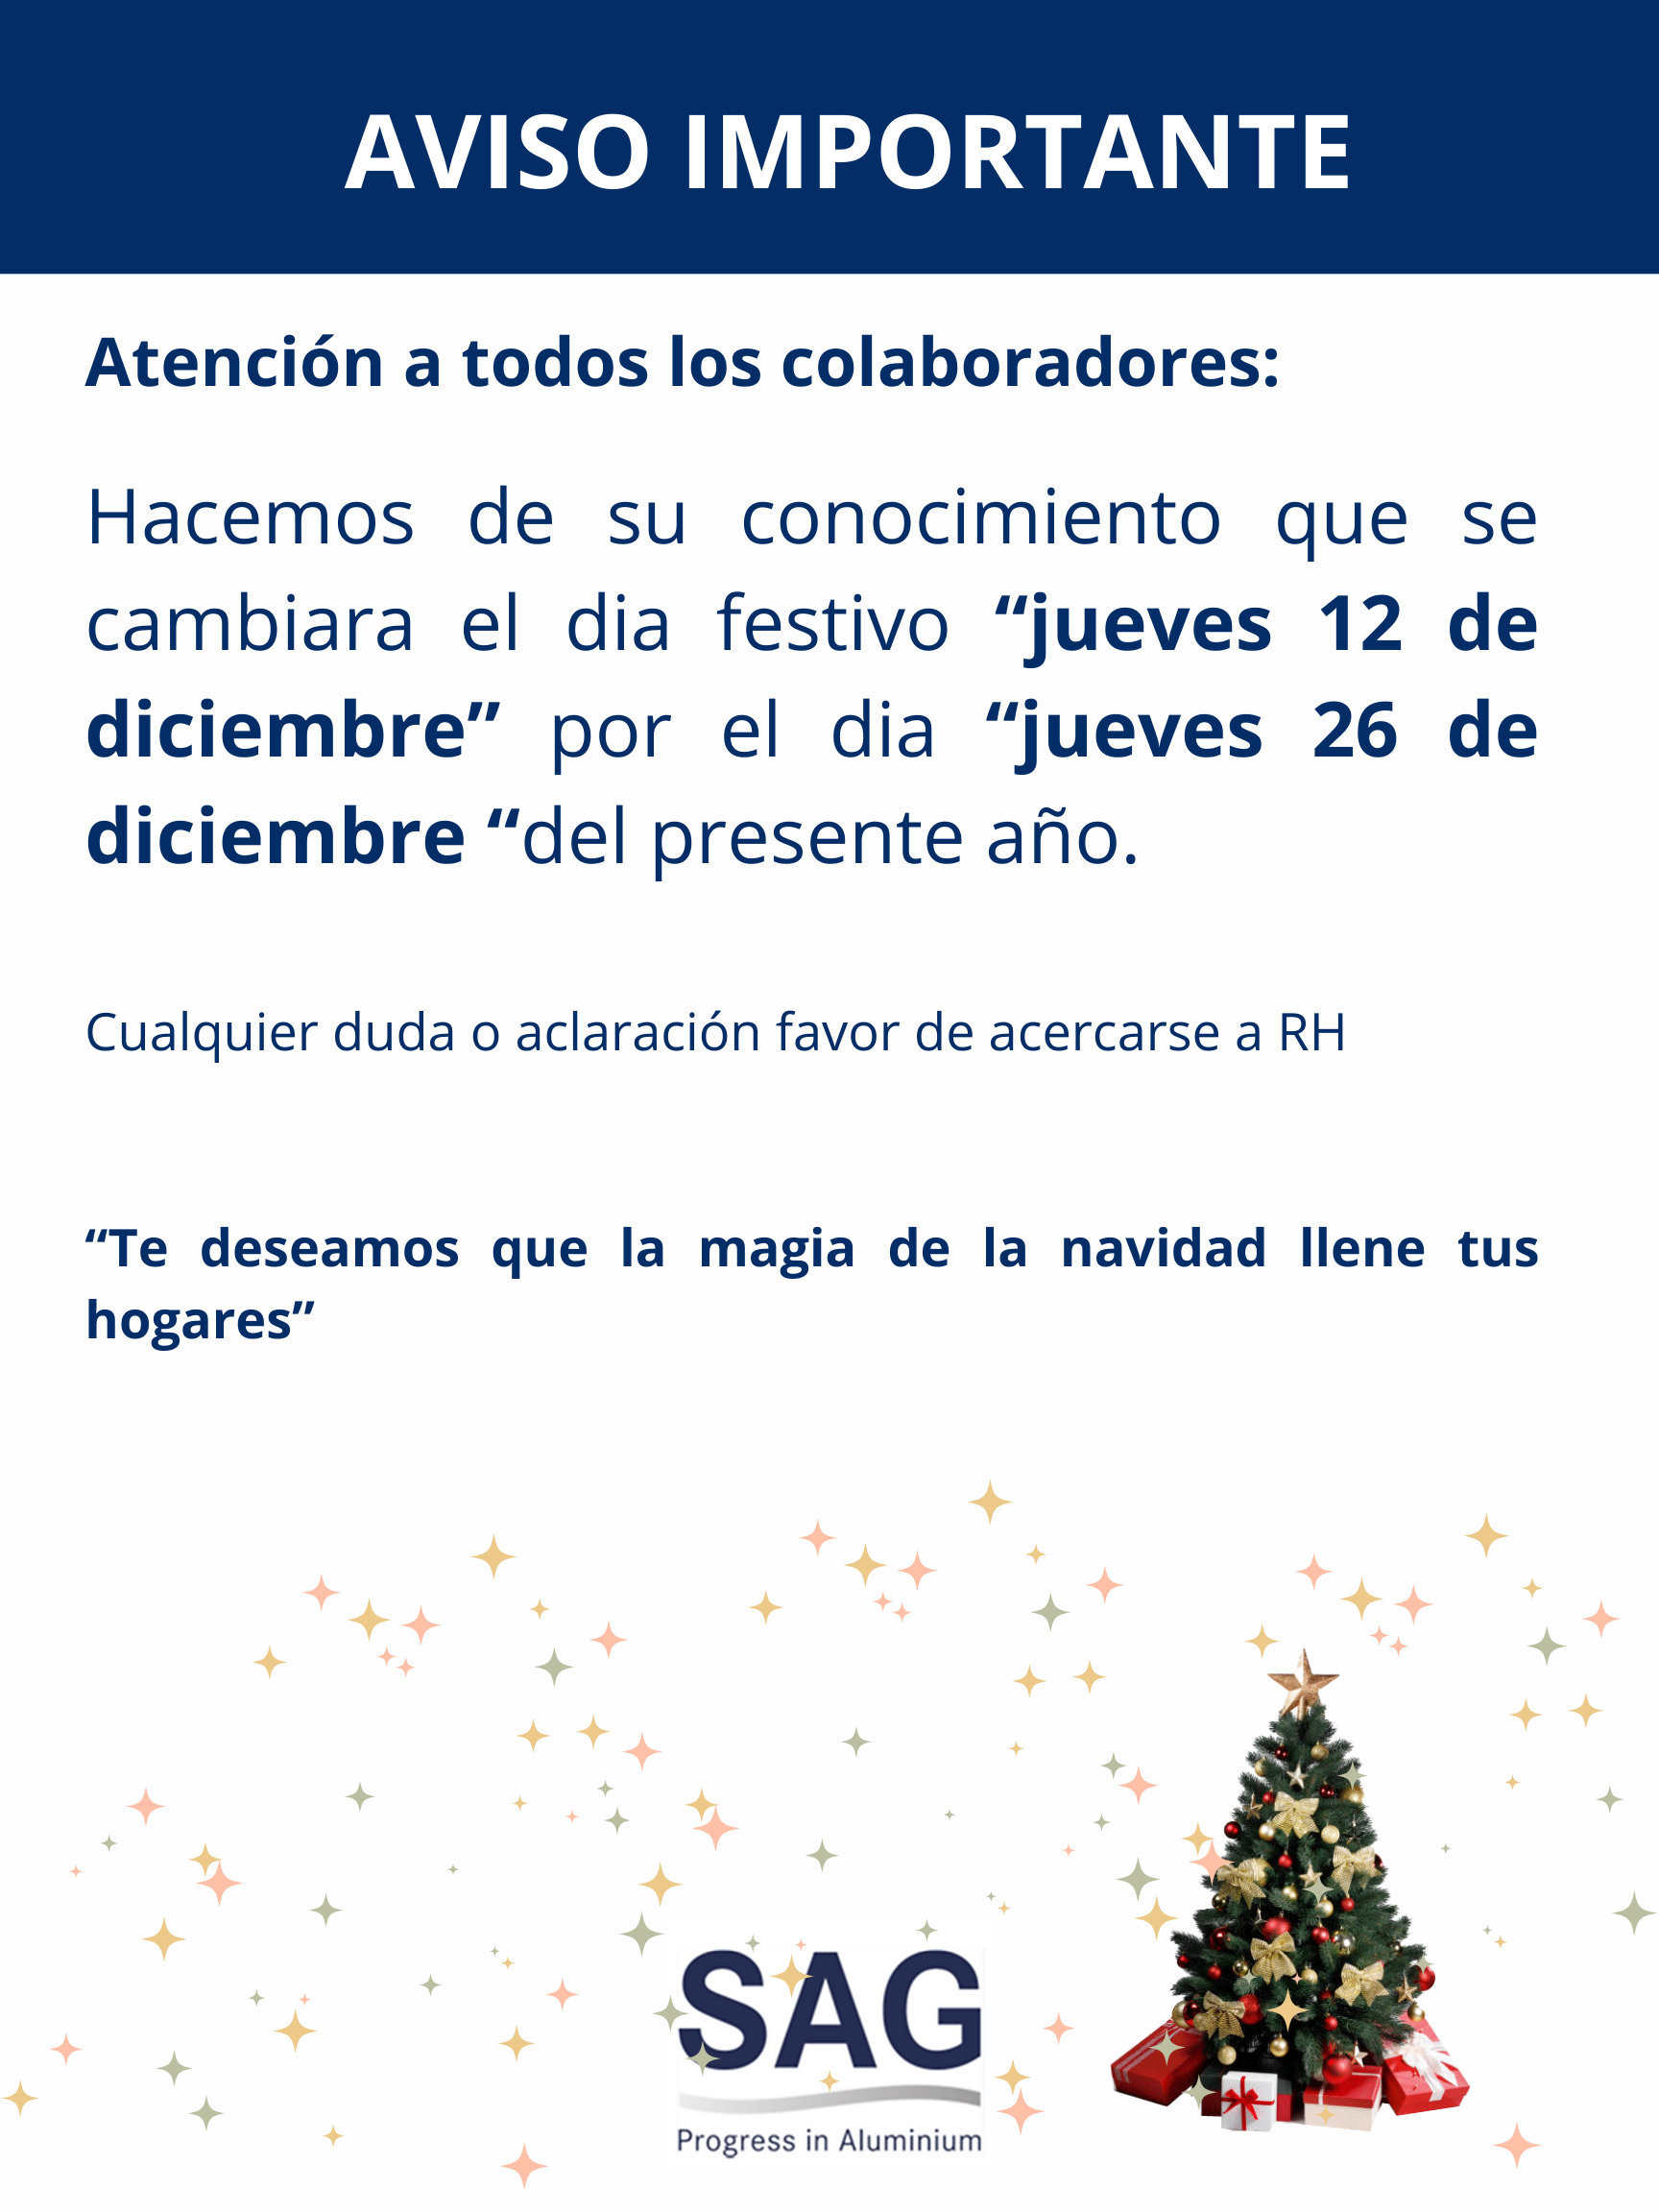 AVISO IMPORTANTE
Atención a todos los colaboradores:
Hacemos de su conocimiento que se
cambiara el dia festivo “jueves 12 de
diciembre” por el dia “jueves 26 de
diciembre “del presente año.
Cualquier duda o aclaración favor de acercarse a RH
“Te deseamos que la magia de la navidad llene tus
hogares”
SAG
Progress in Aluminium